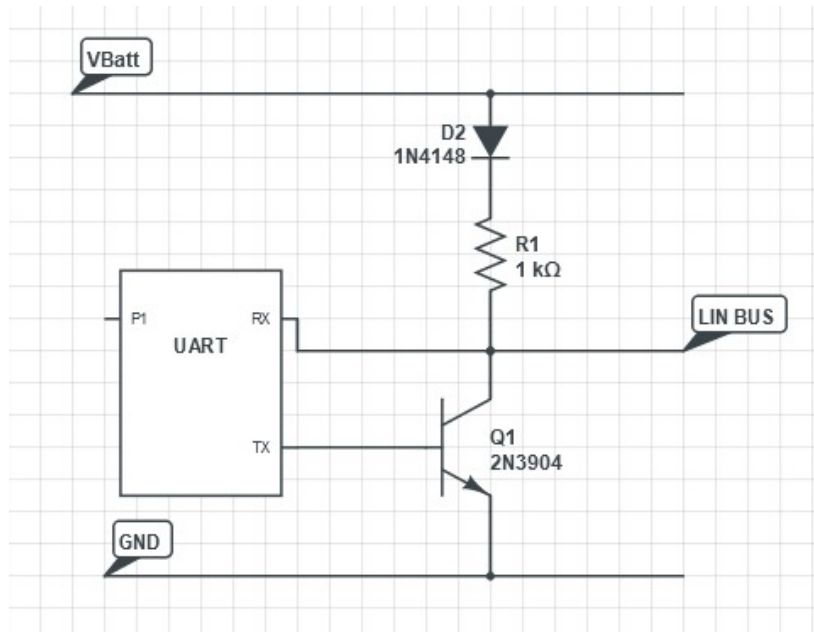 VBatt
D2
1N4148
R1
1 kΩ
LIN BUS
P1
RX
UART
TX
Q1
2N3904
GND